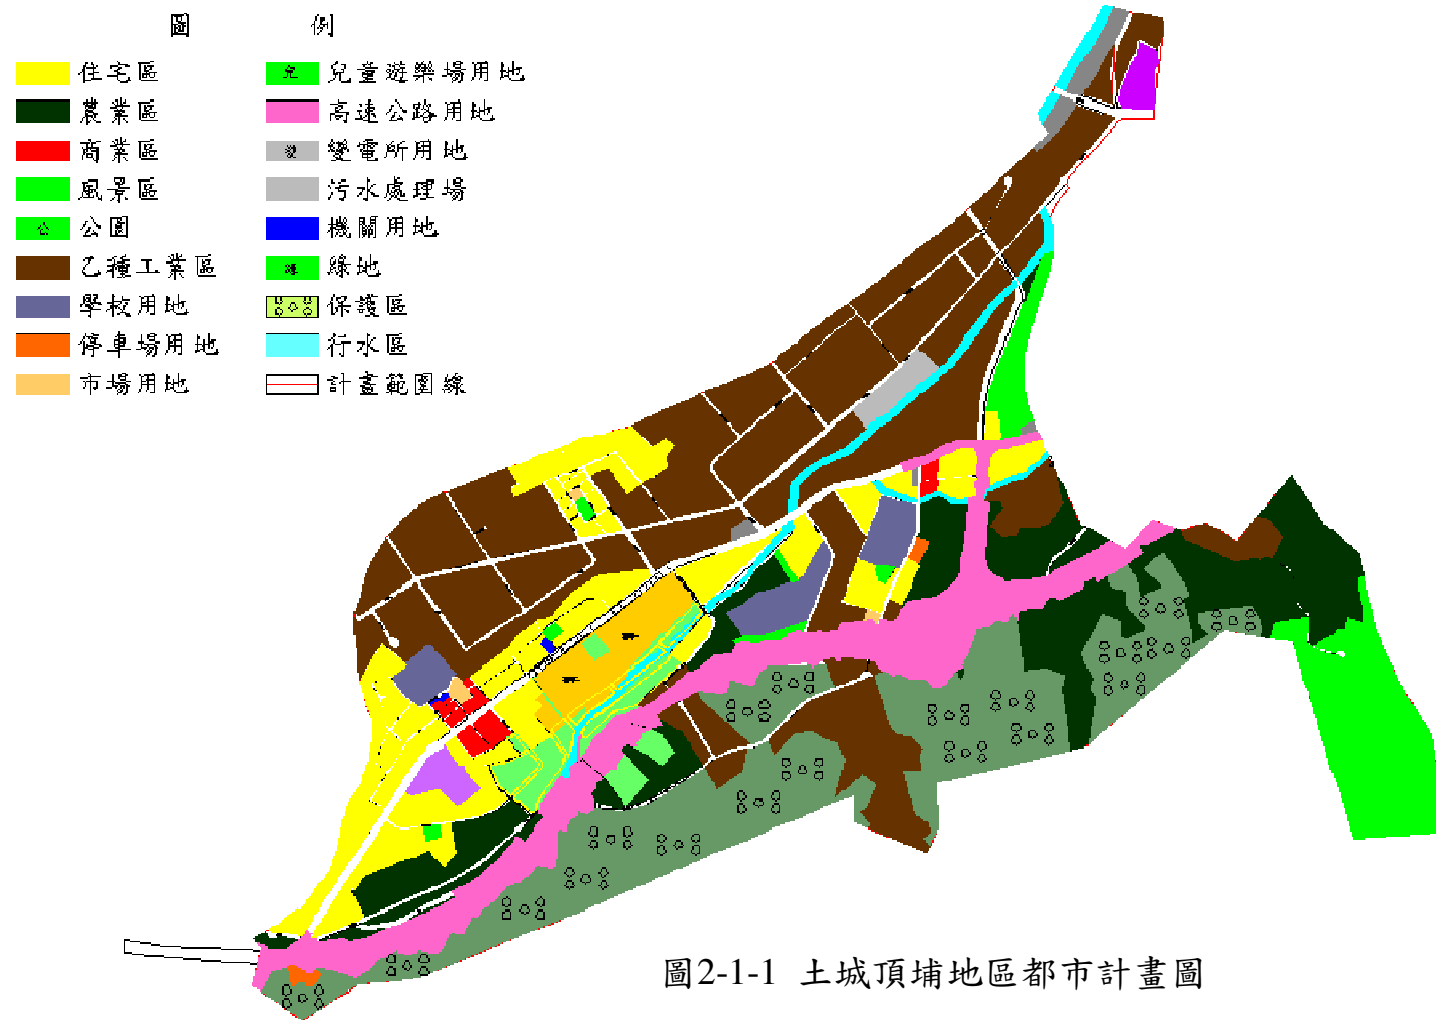 圖 例
住宅區
農業區
商業區
風景區
公 公園
乙種工業區
學校用地
停車場用地
市場用地
兒 兒童遊樂場用地
高速公路用地
變 變電所用地
污水處理場
機關用地
綠 綠地
保護區
行水區
計畫範圍線
圖2-1-1 土城頂埔地區都市計畫圖